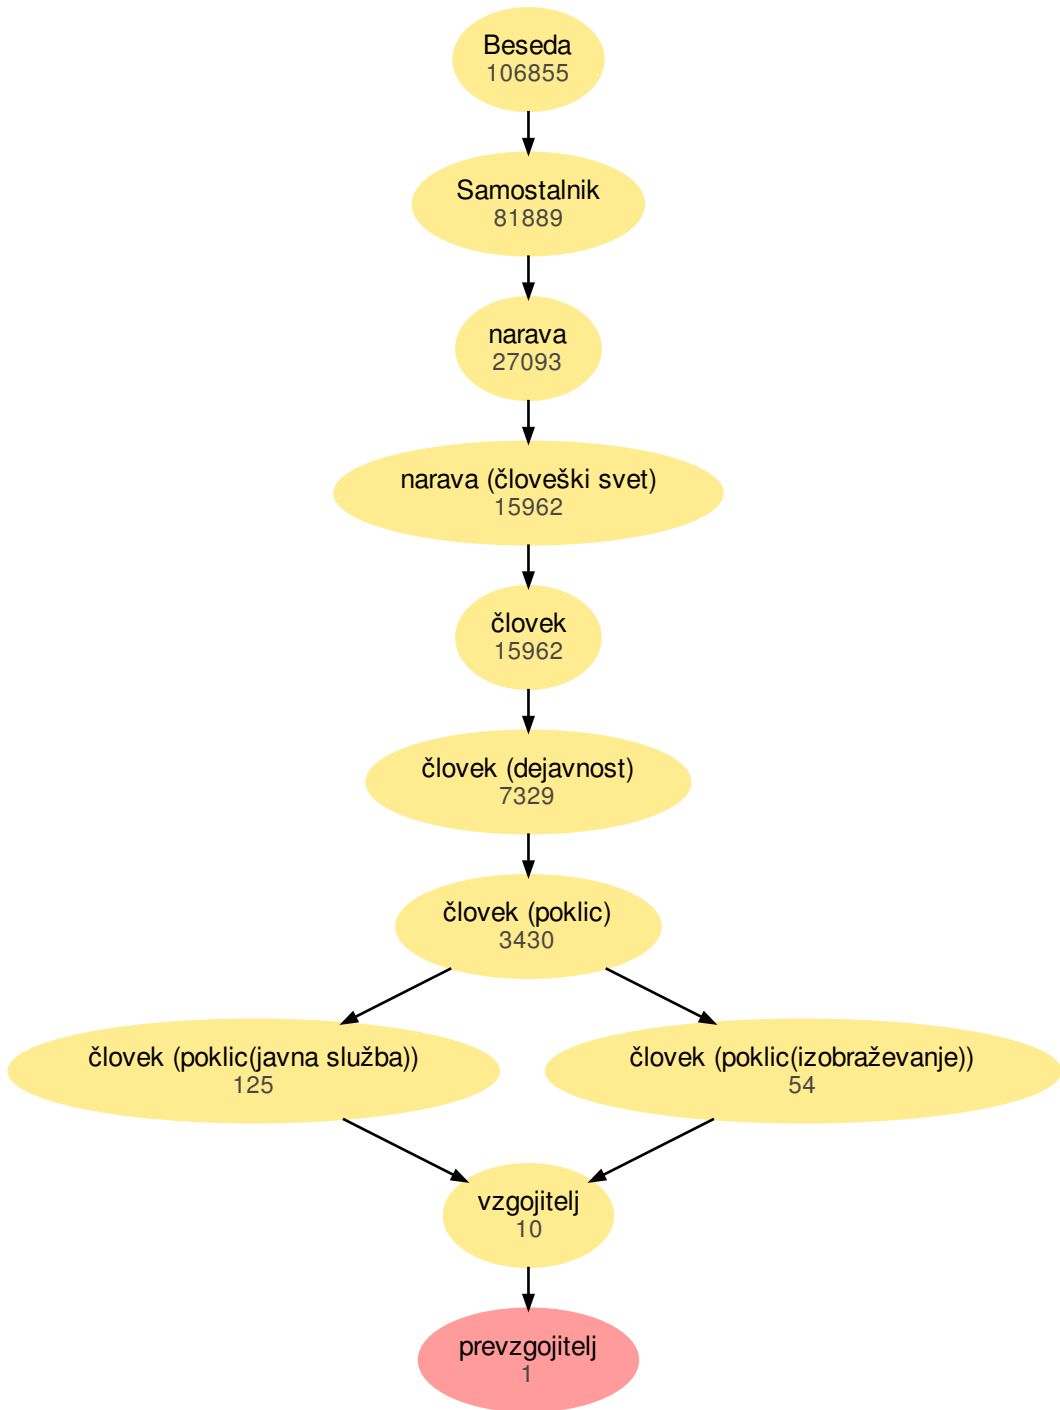 Beseda
106855
Samostalnik
81889
narava
27093
narava (človeški svet)
15962
človek
15962
človek (dejavnost)
7329
človek (poklic)
3430
človek (poklic(javna služba))
125
človek (poklic(izobraževanje))
54
vzgojitelj
10
prevzgojitelj
1